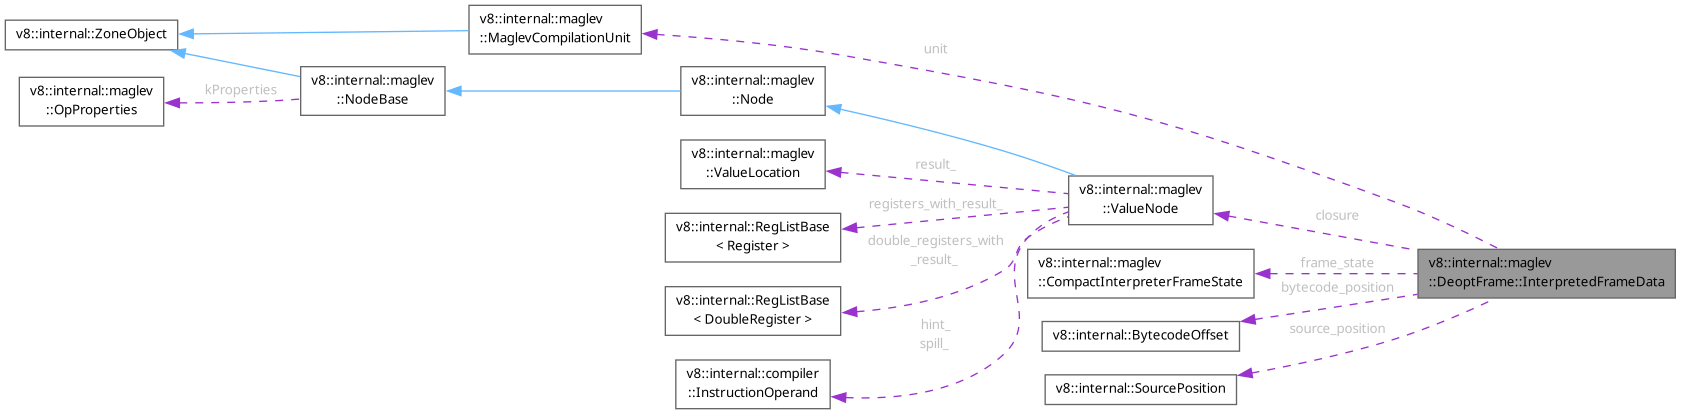 v8::internal::ZoneObject
v8::internal::maglev
::MaglevCompilationUnit
unit
v8::internal::maglev
::OpProperties
kProperties
v8::internal::maglev
::NodeBase
v8::internal::maglev
::Node
v8::internal::maglev
::ValueLocation
result_
v8::internal::RegListBase
< Register >
registers_with_result_
v8::internal::maglev
::ValueNode
closure
double_registers_with
_result_
v8::internal::RegListBase
< DoubleRegister >
v8::internal::maglev
::CompactInterpreterFrameState
frame_state
v8::internal::maglev
::DeoptFrame::InterpretedFrameData
bytecode_position
v8::internal::BytecodeOffset
source_position
hint_
spill_
v8::internal::compiler
::InstructionOperand
v8::internal::SourcePosition